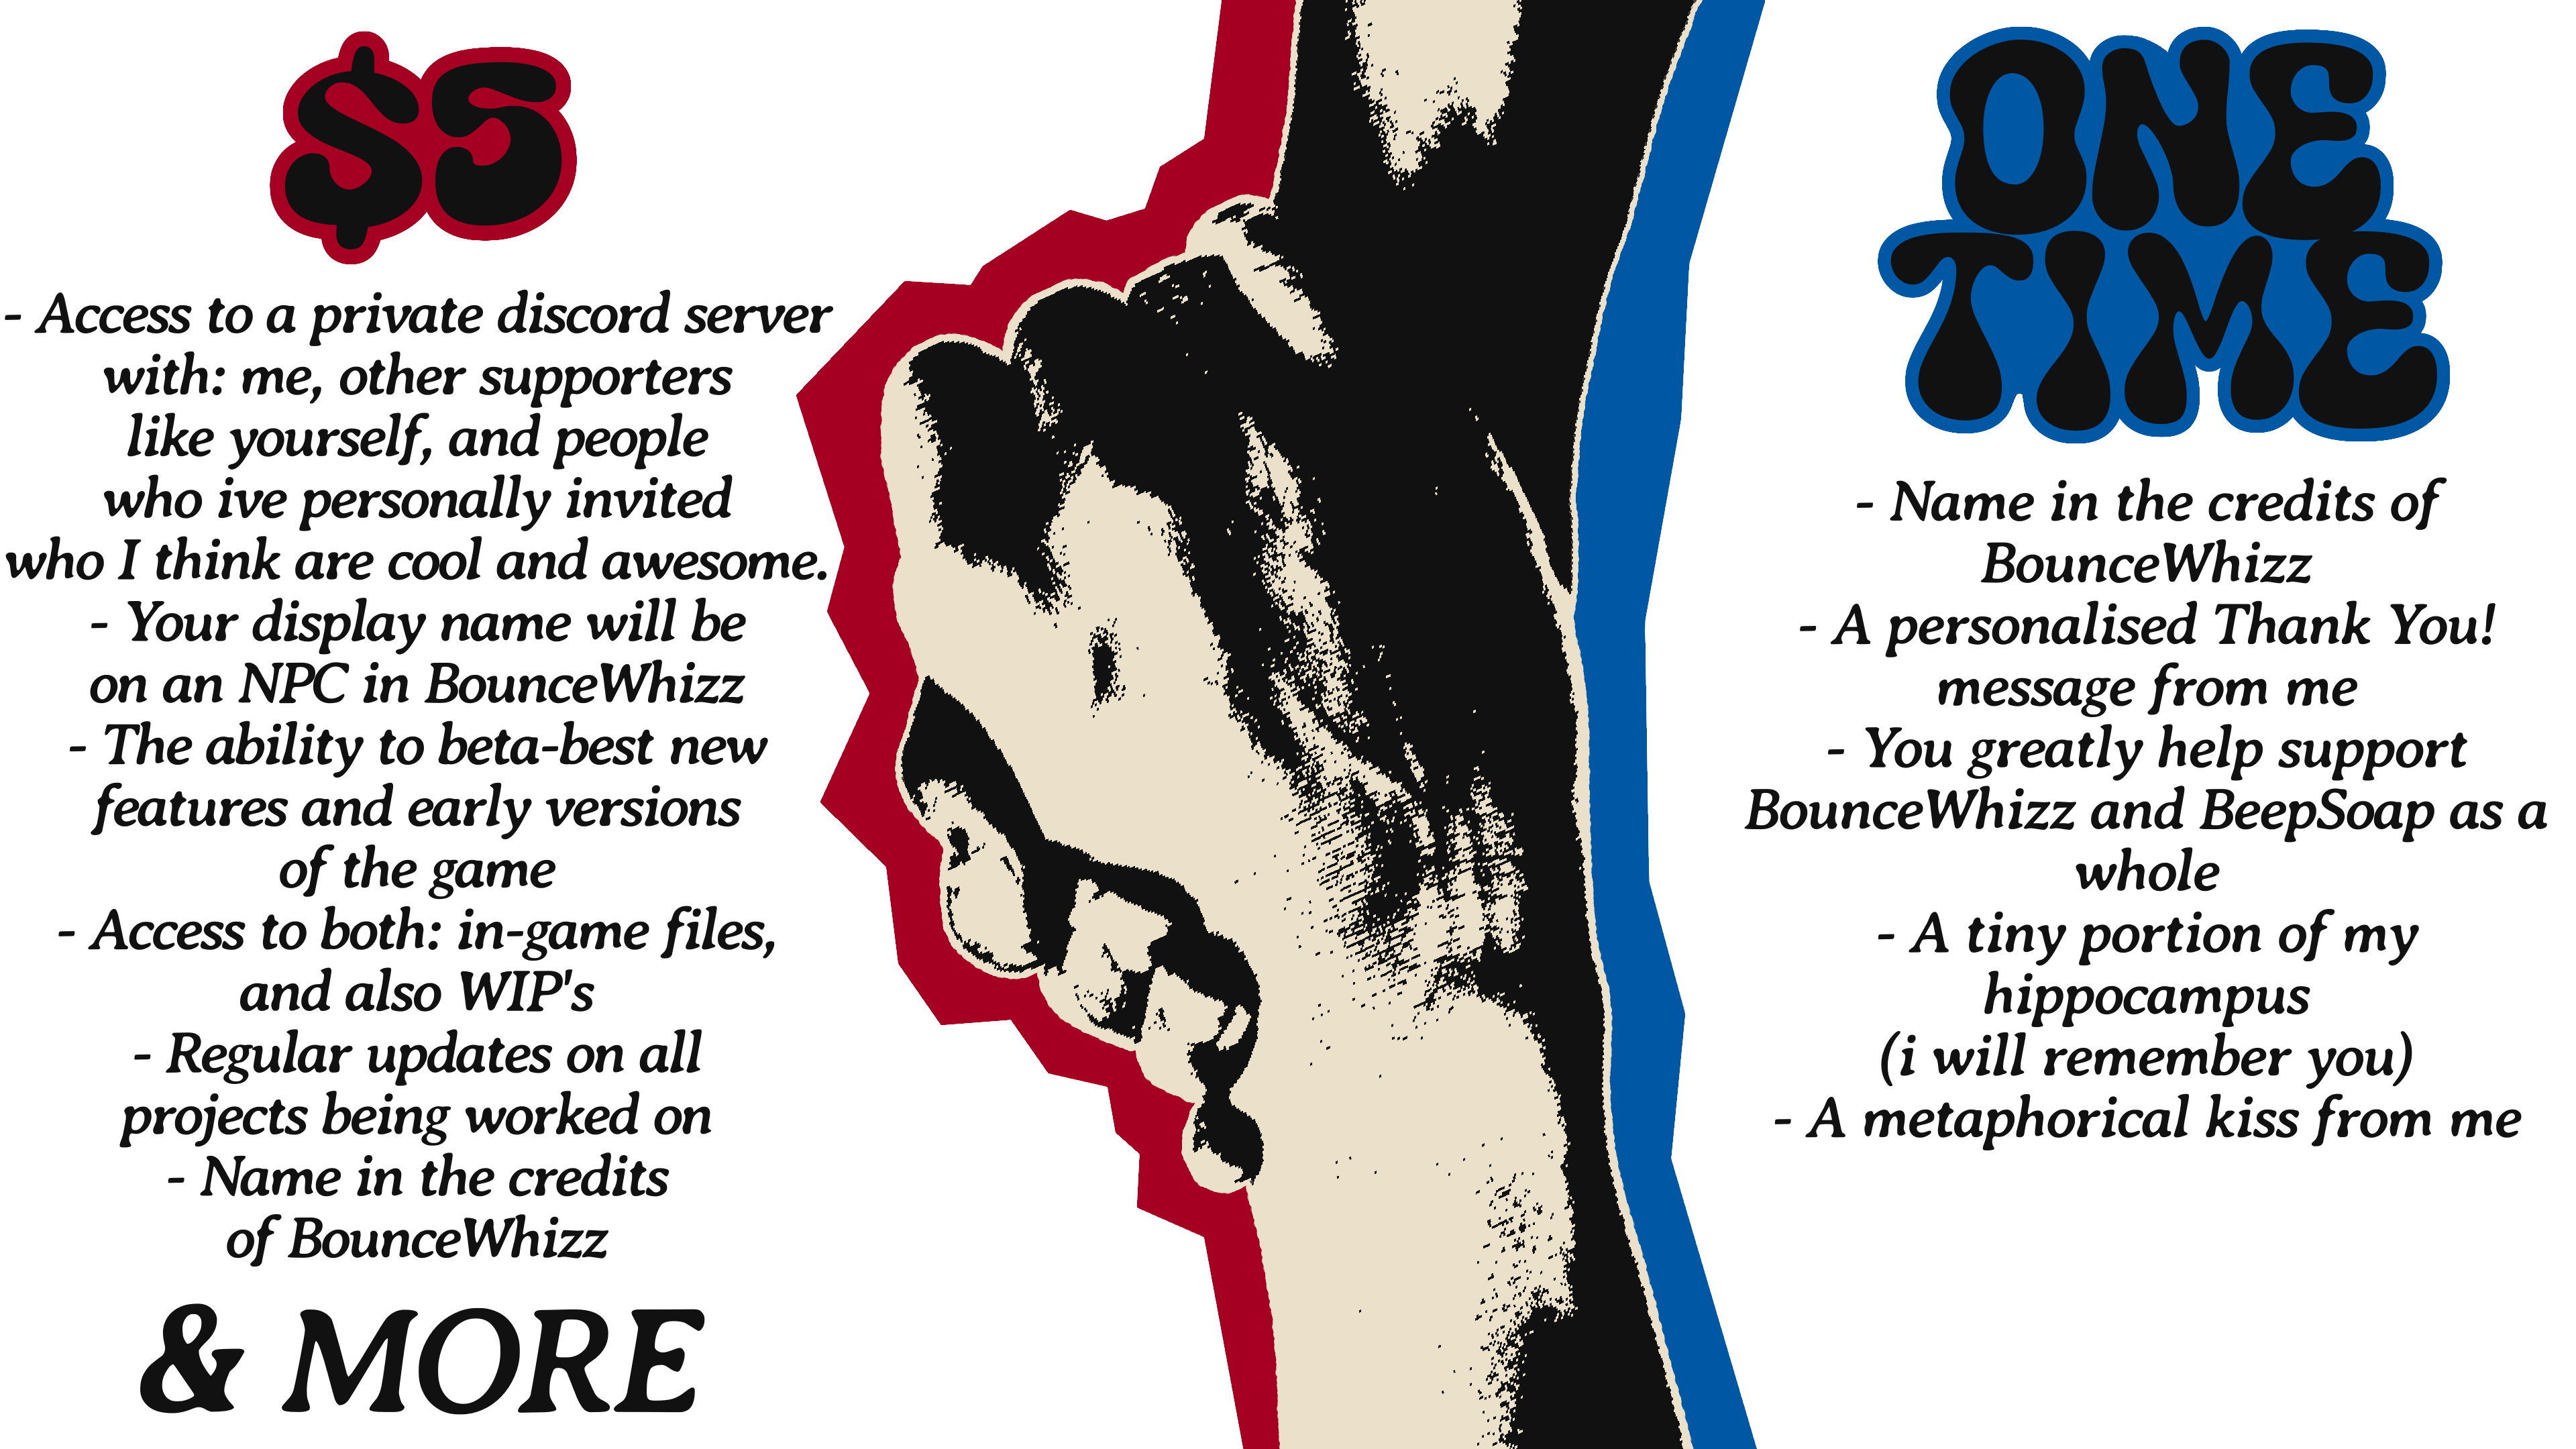 $5
- Access to a private discord server
with: me, other supporters
like yourself, and people
who ive personally invited
who I think are cool and awesome.
- Your display name will be
on an NPC in BounceWhizz
- The ability to beta-best new
features and early versions
of the game
- Access to both: in-game files,
and also WIP's
- Regular updates on all
projects being worked on
- Name in the credits
of BounceWhizz
& MORE
ONE
TIME
- Name in the credits of
BounceWhizz
- A personalised Thank You!
message from me
- You greatly help support
BounceWhizz and BeepSoap as a
whole
- A tiny portion of my
hippocampus
(i will remember you)
- A metaphorical kiss from me